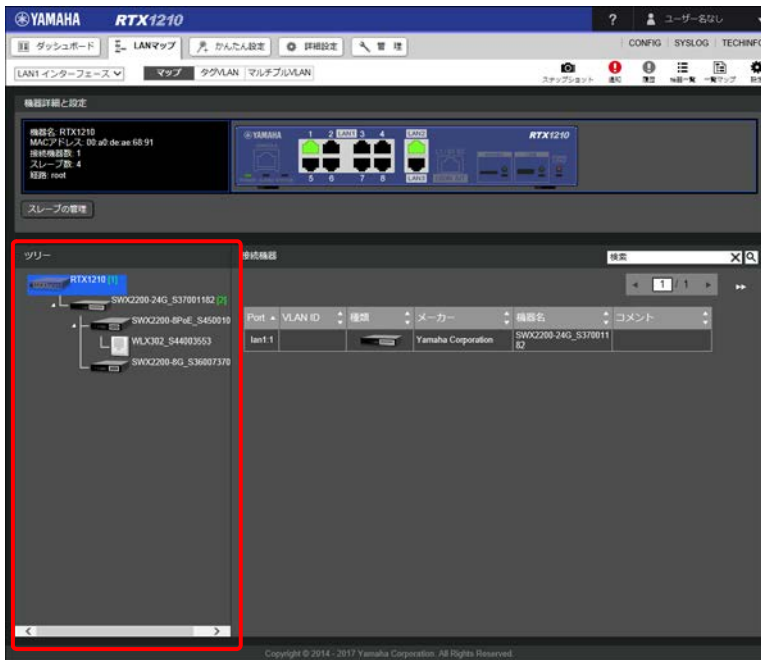 YAMAHA RTX1210 ? ユーザーなし
ダッシュボード LANマップ かんたん設定 詳細設定 管理 CONFIG SYSLOG TECHINFO
LAN1 インターフェース マップ タグVLAN マルチプルVLAN スナップショット 通知 履歴 機器一覧 一覧マップ
機器詳細と設定
機器名: RTX1210
MACアドレス: 00:a0:de:ae:68:91
接続機器数: 1
スレーブ数: 4
経路: root
YAMAHA 1 2 LAN1 3 4 LAN2 RTX1210
5 6 7 8 LAN3
スレーブの管理
ツリー
RTX1210 [1]
SWX2200-24G_S37001182 [2]
SWX2200-8PoE_S450010
WLX302_S44003553
SWX2200-8G_S36007370
接続機器 検索
1 / 1
Port VLAN ID 種類 メーカー 機器名 コメント
lan1:1 Yamaha Corporation SWX2200-24G_S37001182
Copyright © 2014 - 2017 Yamaha Corporation. All Rights Reserved.